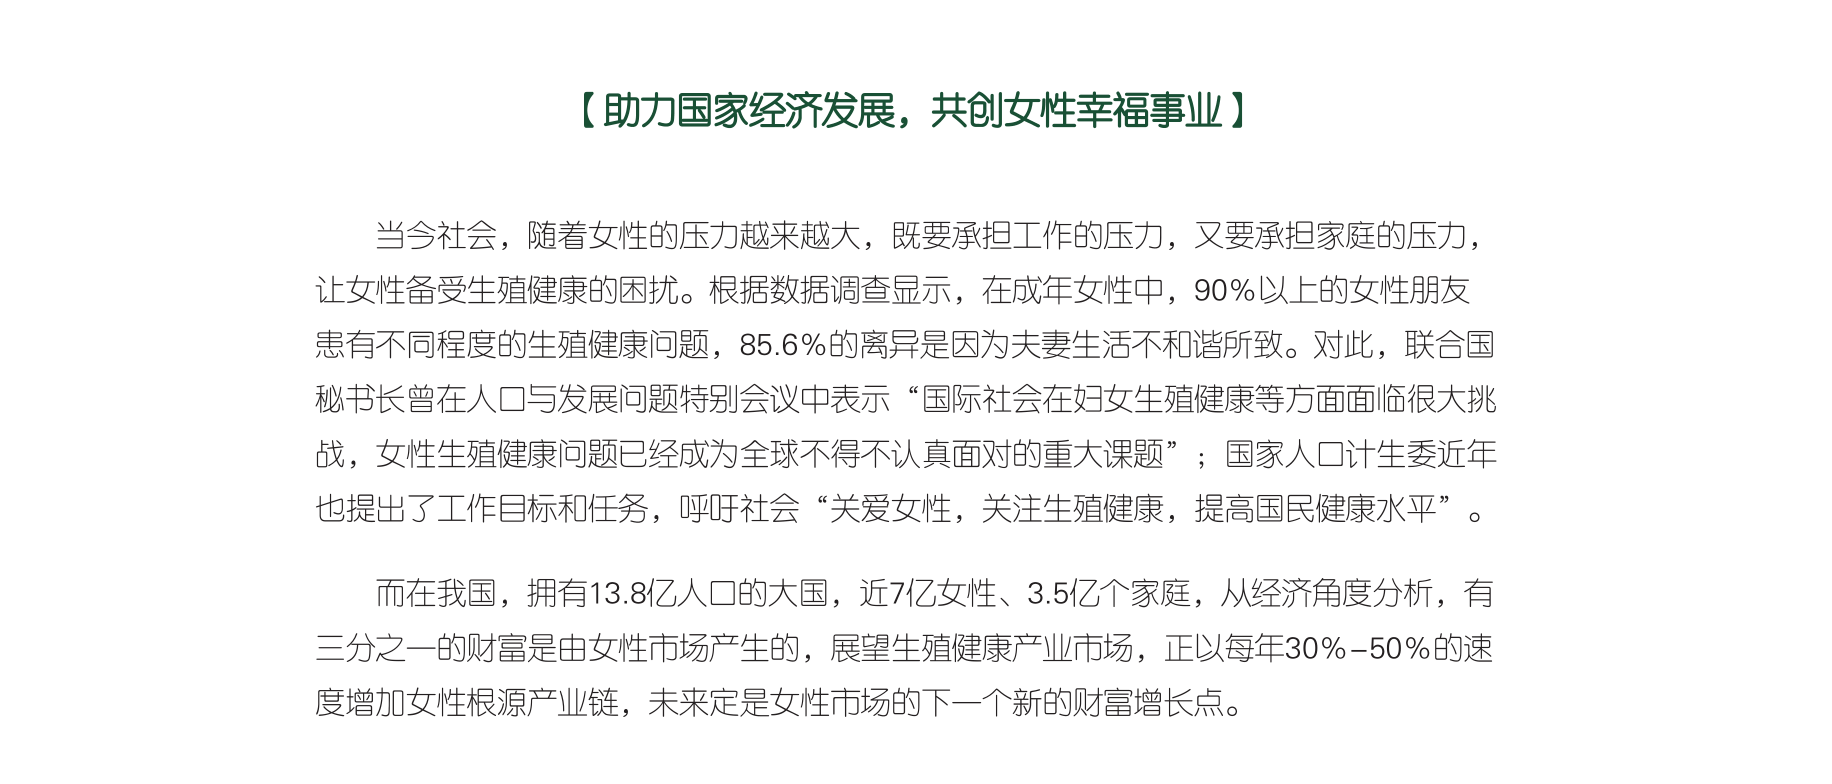 【助力国家经济发展，共创女性幸福事业】
当今社会，随着女性的压力越来越大，既要承担工作的压力，又要承担家庭的压力，
让女性备受生殖健康的困扰。根据数据调查显示，在成年女性中，90%以上的女性朋友
患有不同程度的生殖健康问题，85.6%的离异是因为夫妻生活不和谐所致。对此，联合国
秘书长曾在人口与发展问题特别会议中表示“国际社会在妇女生殖健康等方面面临很大挑
战，女性生殖健康问题已经成为全球不得不认真面对的重大课题”；国家人口计生委近年
也提出了工作目标和任务，呼吁社会“关爱女性，关注生殖健康，提高国民健康水平”。
而在我国，拥有13.8亿人口的大国，近7亿女性、3.5亿个家庭，从经济角度分析，有
三分之一的财富是由女性市场产生的，展望生殖健康产业市场，正以每年30%-50%的速
度增加女性根源产业链，未来定是女性市场的下一个新的财富增长点。